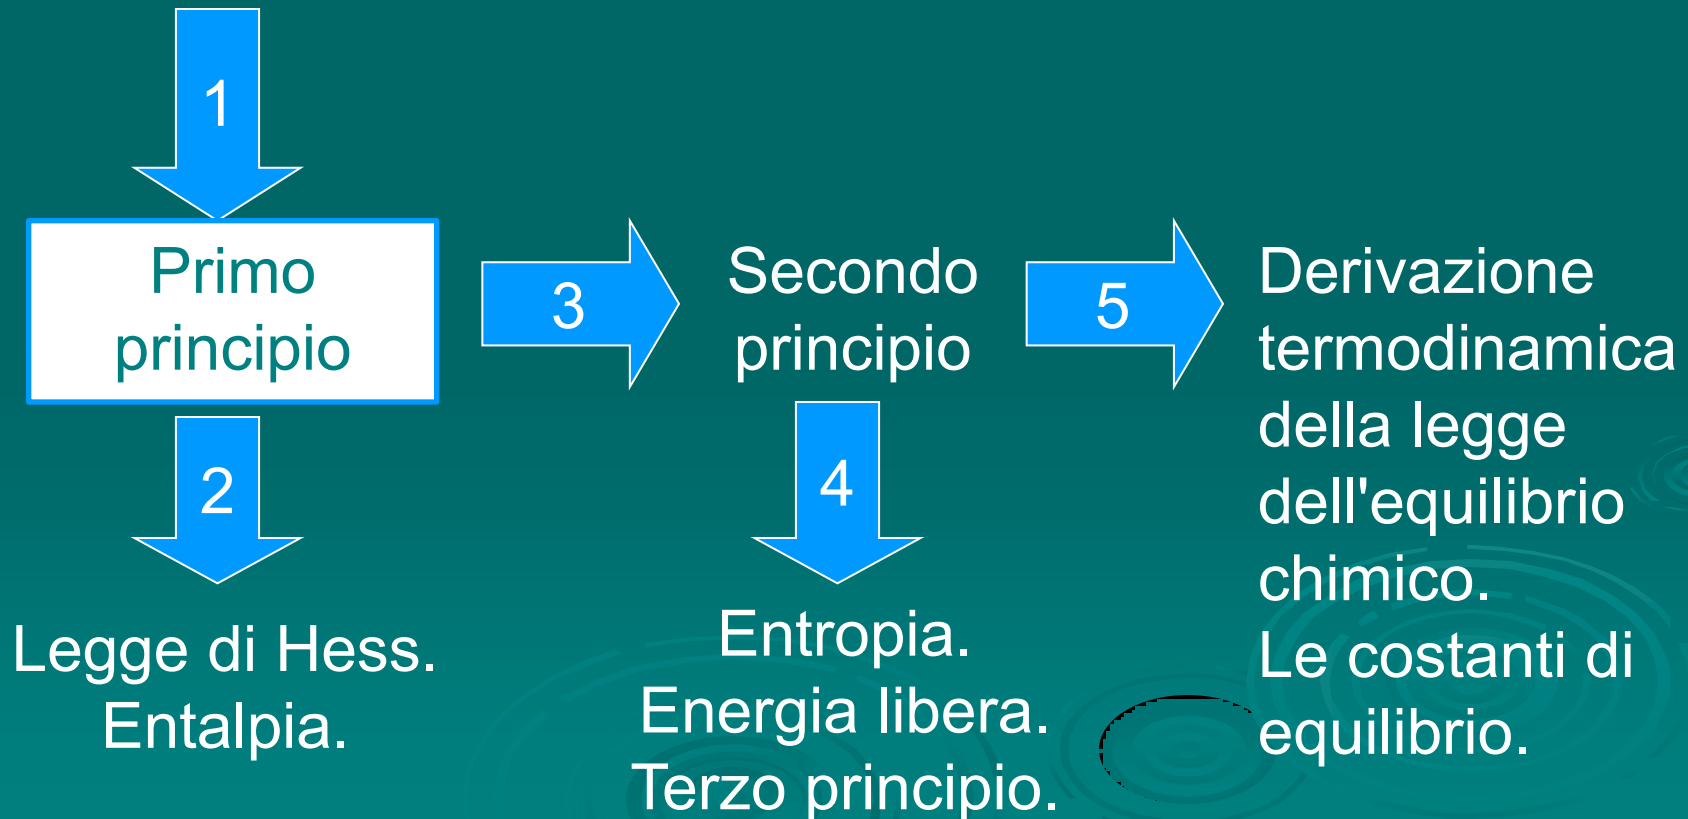 1
Primo
principio
2
Legge di Hess.
Entalpia.
3
Secondo
principio
4
Entropia.
Energia libera.
Terzo principio.
5
Derivazione
termodinamica
della legge
dell'equilibrio
chimico.
Le costanti di
equilibrio.